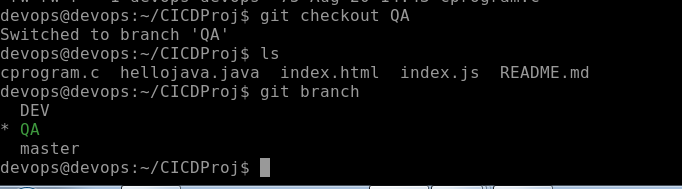 devops@devops:~/CICDProj$ git checkout QA
Switched to branch 'QA'
devops@devops:~/CICDProj$ ls
cprogram.c hellojava.java index.html index.js README.md
devops@devops:~/CICDProj$ git branch
DEV
* QA
master
devops@devops:~/CICDProj$